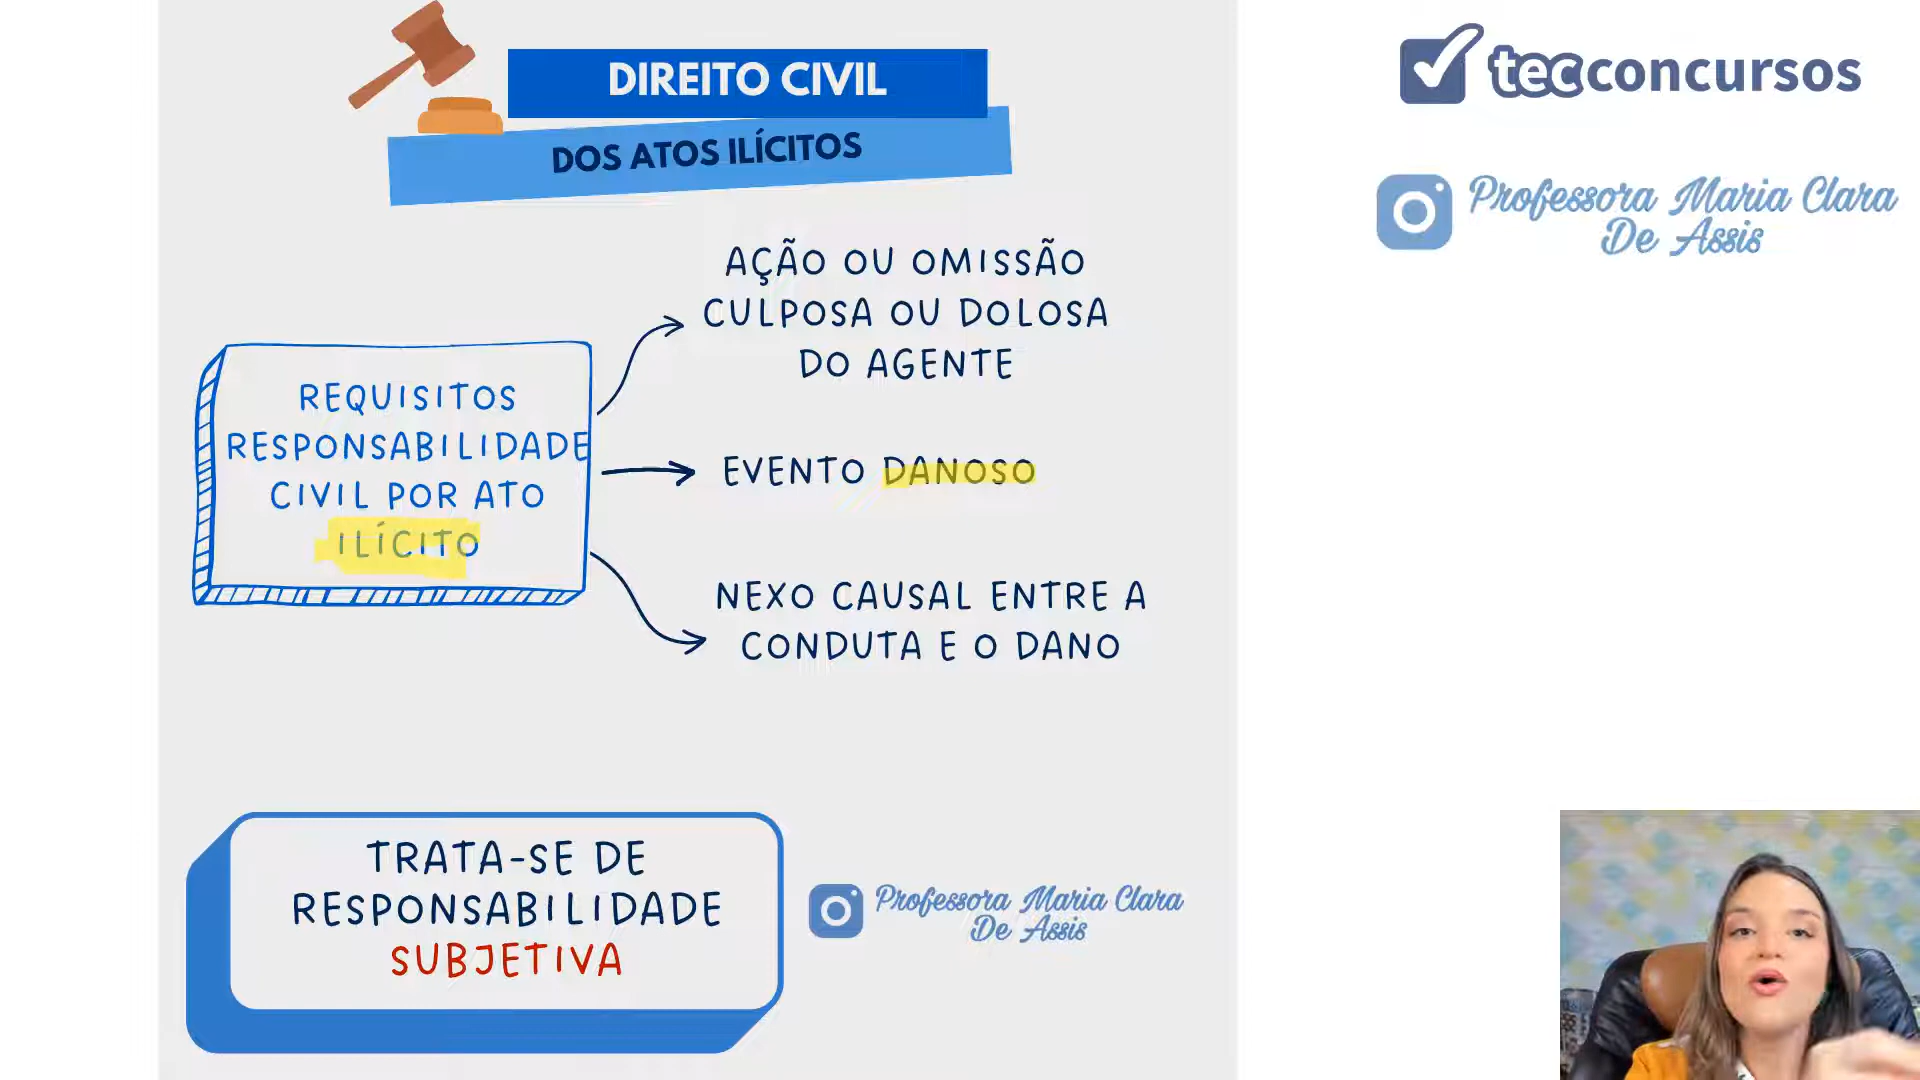 DIREITO CIVIL
DOS ATOS ILÍCITOS
tecconcursos
Professora Maria Clara
De Assis
AÇÃO OU OMISSÃO
CULPOSA OU DOLOSA
DO AGENTE
REQUISITOS
RESPONSABILIDADE
CIVIL POR ATO
ILÍCITO
EVENTO DANOSO
NEXO CAUSAL ENTRE A
CONDUTA E O DANO
TRATA-SE DE
RESPONSABILIDADE
SUBJETIVA
Professora Maria Clara
De Assis